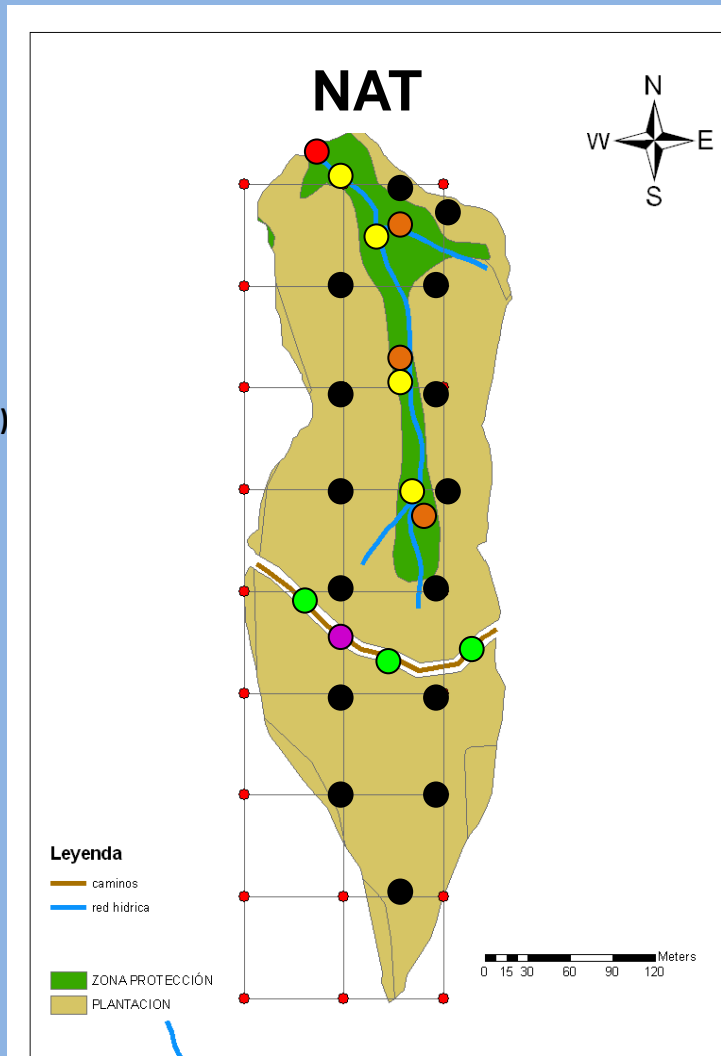 NAT
N
W E
S
)
Leyenda
caminos
red hidrica
ZONA PROTECCIÓN
PLANTACION
Meters
0 15 30 60 90 120